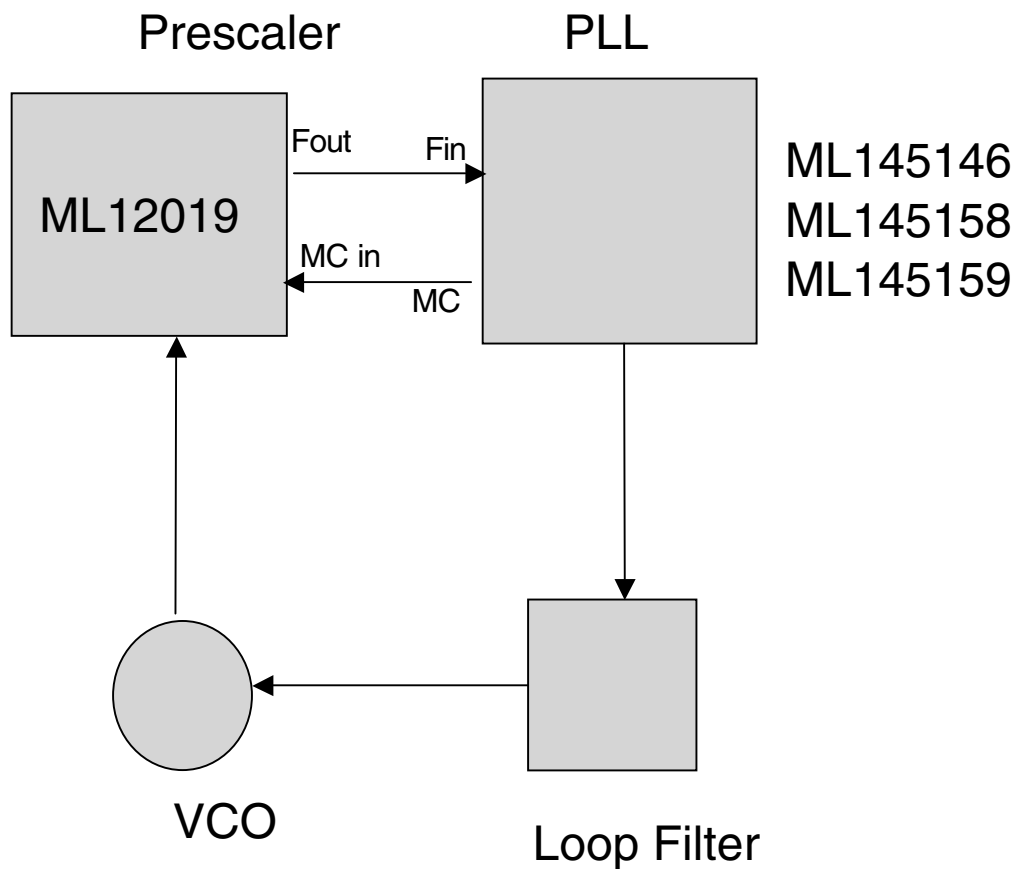 Prescaler
PLL
Fout
Fin
ML12019
MC in
MC
ML145146
ML145158
ML145159
VCO
Loop Filter